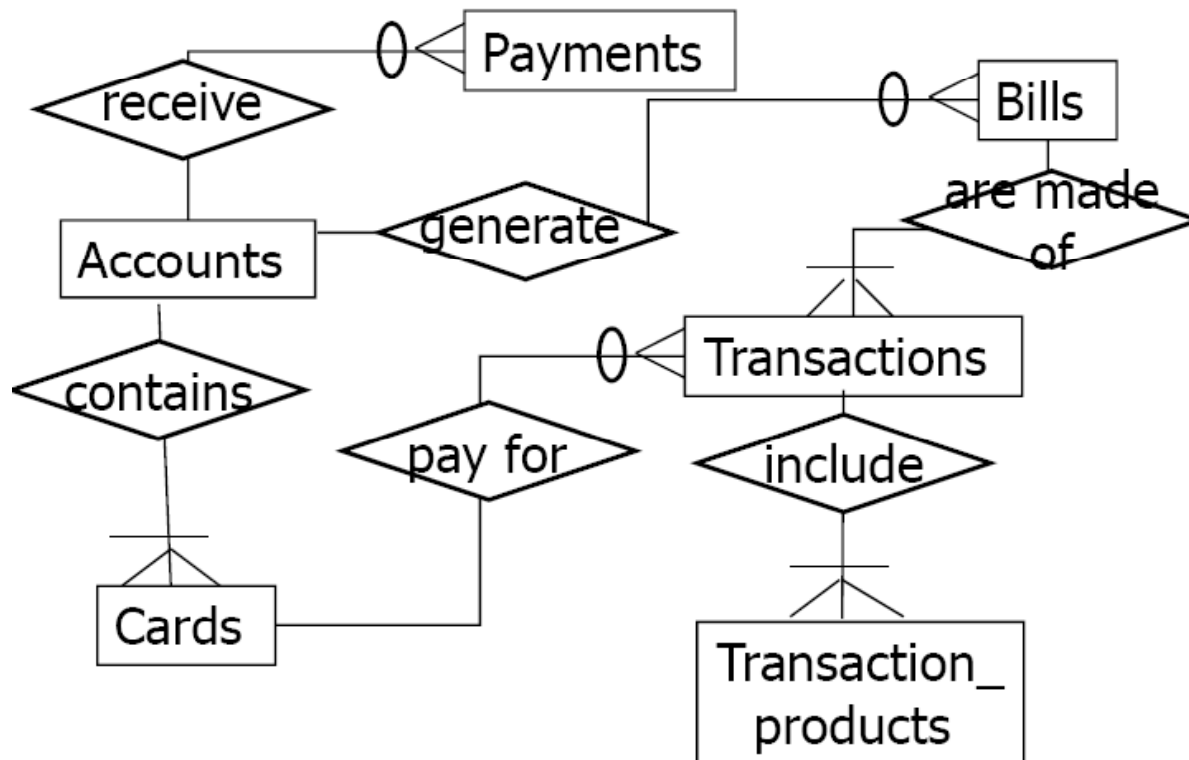 Payments
receive
Bills
generate
are made
of
Accounts
Transactions
contains
pay for
include
Cards
Transaction_
products